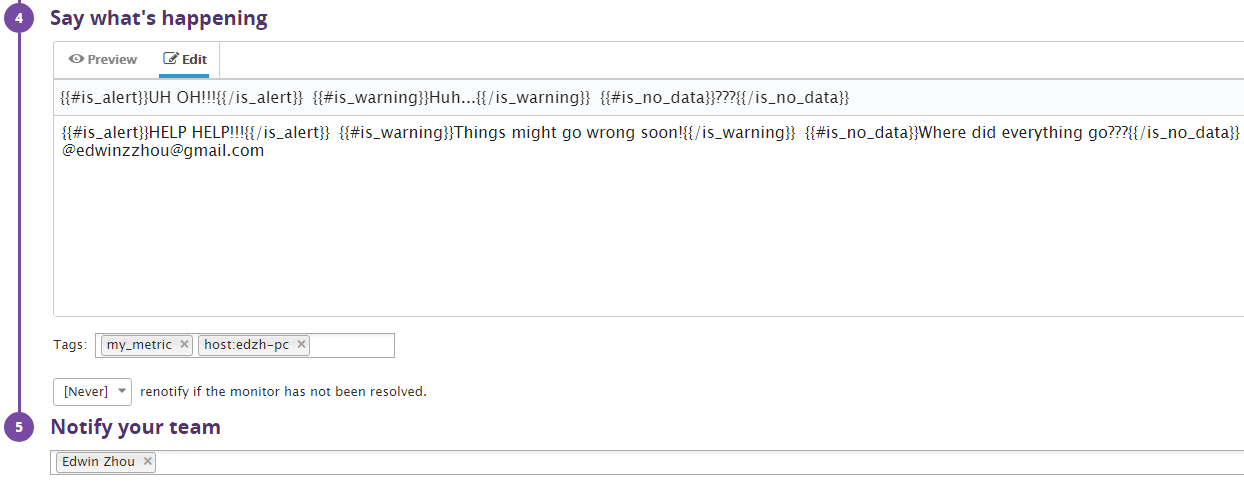 4 Say what's happening
Preview Edit
{{#is_alert}}UH OH!!!{{/is_alert}}  {{#is_warning}}Huh...{{/is_warning}}  {{#is_no_data}}???{{/is_no_data}}
{{#is_alert}}HELP HELP!!!{{/is_alert}}  {{#is_warning}}Things might go wrong soon!{{/is_warning}}  {{#is_no_data}}Where did everything go???{{/is_no_data}}
@edwinzzhou@gmail.com
Tags: my_metric × host:edzh-pc ×
[Never] renotify if the monitor has not been resolved.
5 Notify your team
Edwin Zhou ×